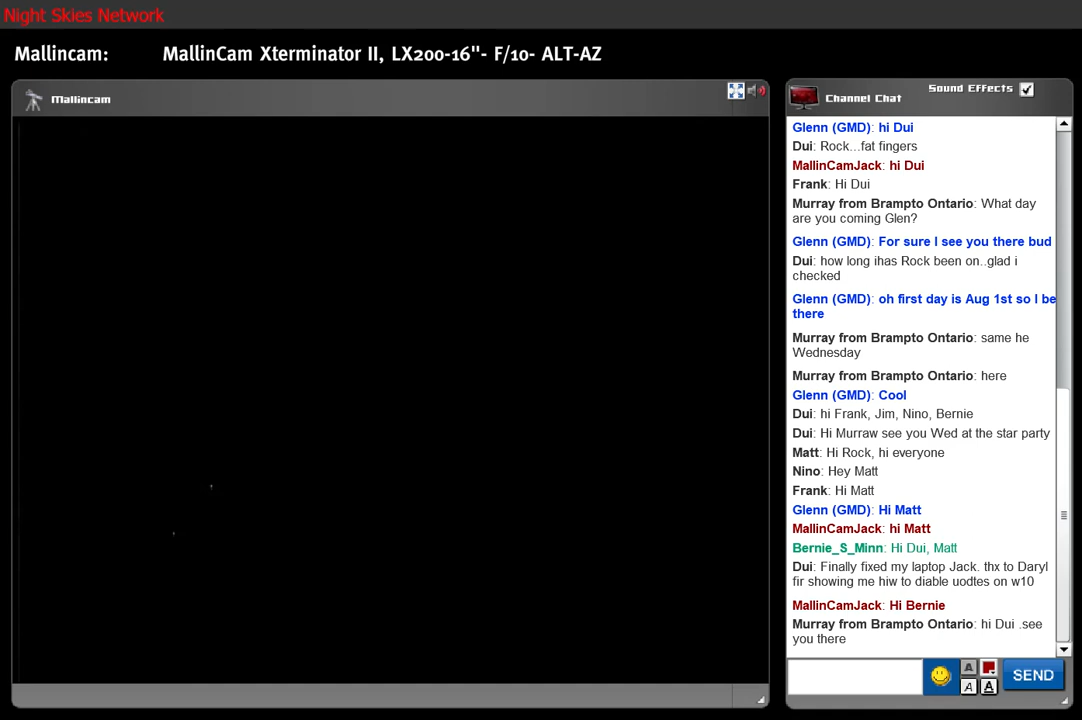 Night Skies Network
Mallincam: MallinCam Xterminator II, LX200-16"- F/10- ALT-AZ
Mallincam
Channel Chat
Sound Effects
Glenn (GMD): hi Dui
Dui: Rock...fat fingers
MallinCamJack: hi Dui
Frank: Hi Dui
Murray from Brampto Ontario: What day
are you coming Glen?
Glenn (GMD): For sure I see you there bud
Dui: how long ihas Rock been on..glad i
checked
Glenn (GMD): oh first day is Aug 1st so I be
there
Murray from Brampto Ontario: same he
Wednesday
Murray from Brampto Ontario: here
Glenn (GMD): Cool
Dui: hi Frank, Jim, Nino, Bernie
Dui: Hi Murraw see you Wed at the star party
Matt: Hi Rock, hi everyone
Nino: Hey Matt
Frank: Hi Matt
Glenn (GMD): Hi Matt
MallinCamJack: hi Matt
Bernie_S_Minn: Hi Dui, Matt
Dui: Finally fixed my laptop Jack. thx to Daryl
fir showing me hiw to diable uodtes on w10
MallinCamJack: Hi Bernie
Murray from Brampto Ontario: hi Dui .see
you there
A
A A
SEND